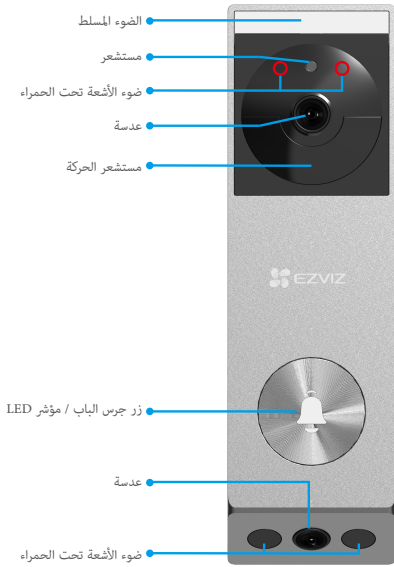 الضوء المسلط
مستشعر
ضوء الأشعة تحت الحمراء
عدسة
مستشعر الحركة
EZVIZ
زر جرس الباب / مؤشر LED
عدسة
ضوء الأشعة تحت الحمراء